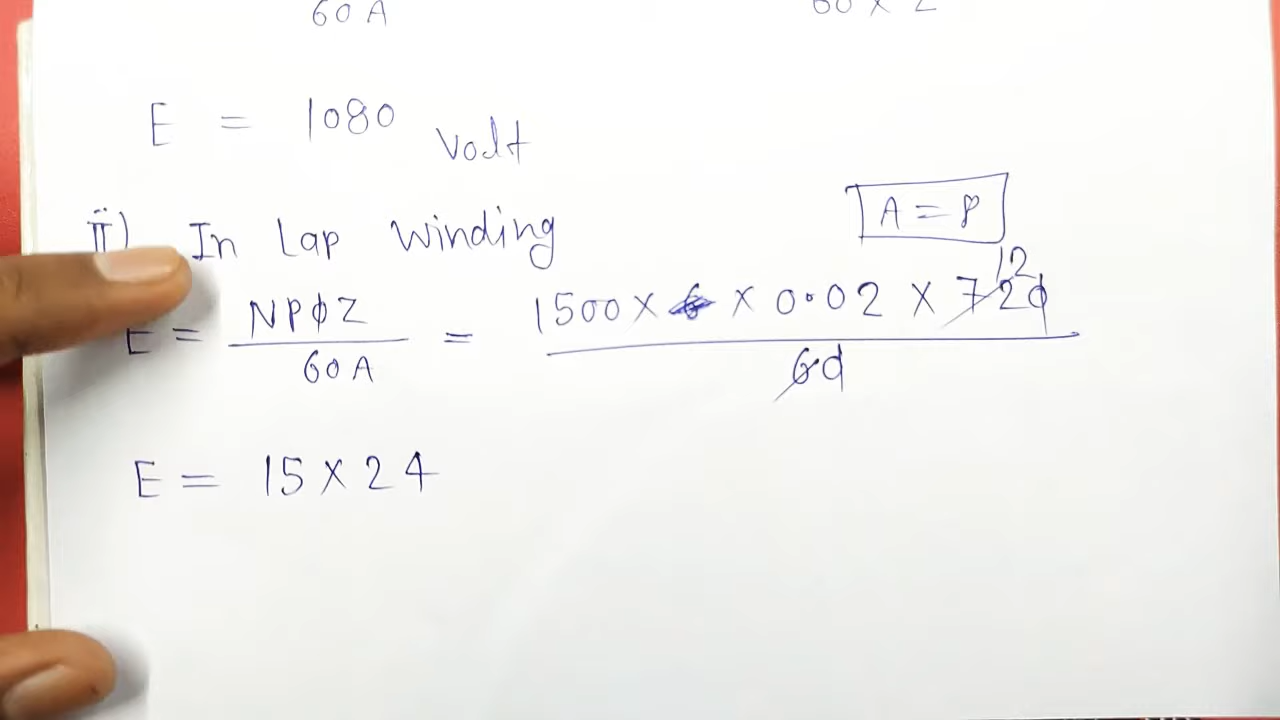 60 A 60 × 2
E = 1080 Volt
II) In Lap Winding A = P
E = NPΦZ / 60 A = 1500 × 6 × 0.02 × 720 12 / 60
E = 15 × 24